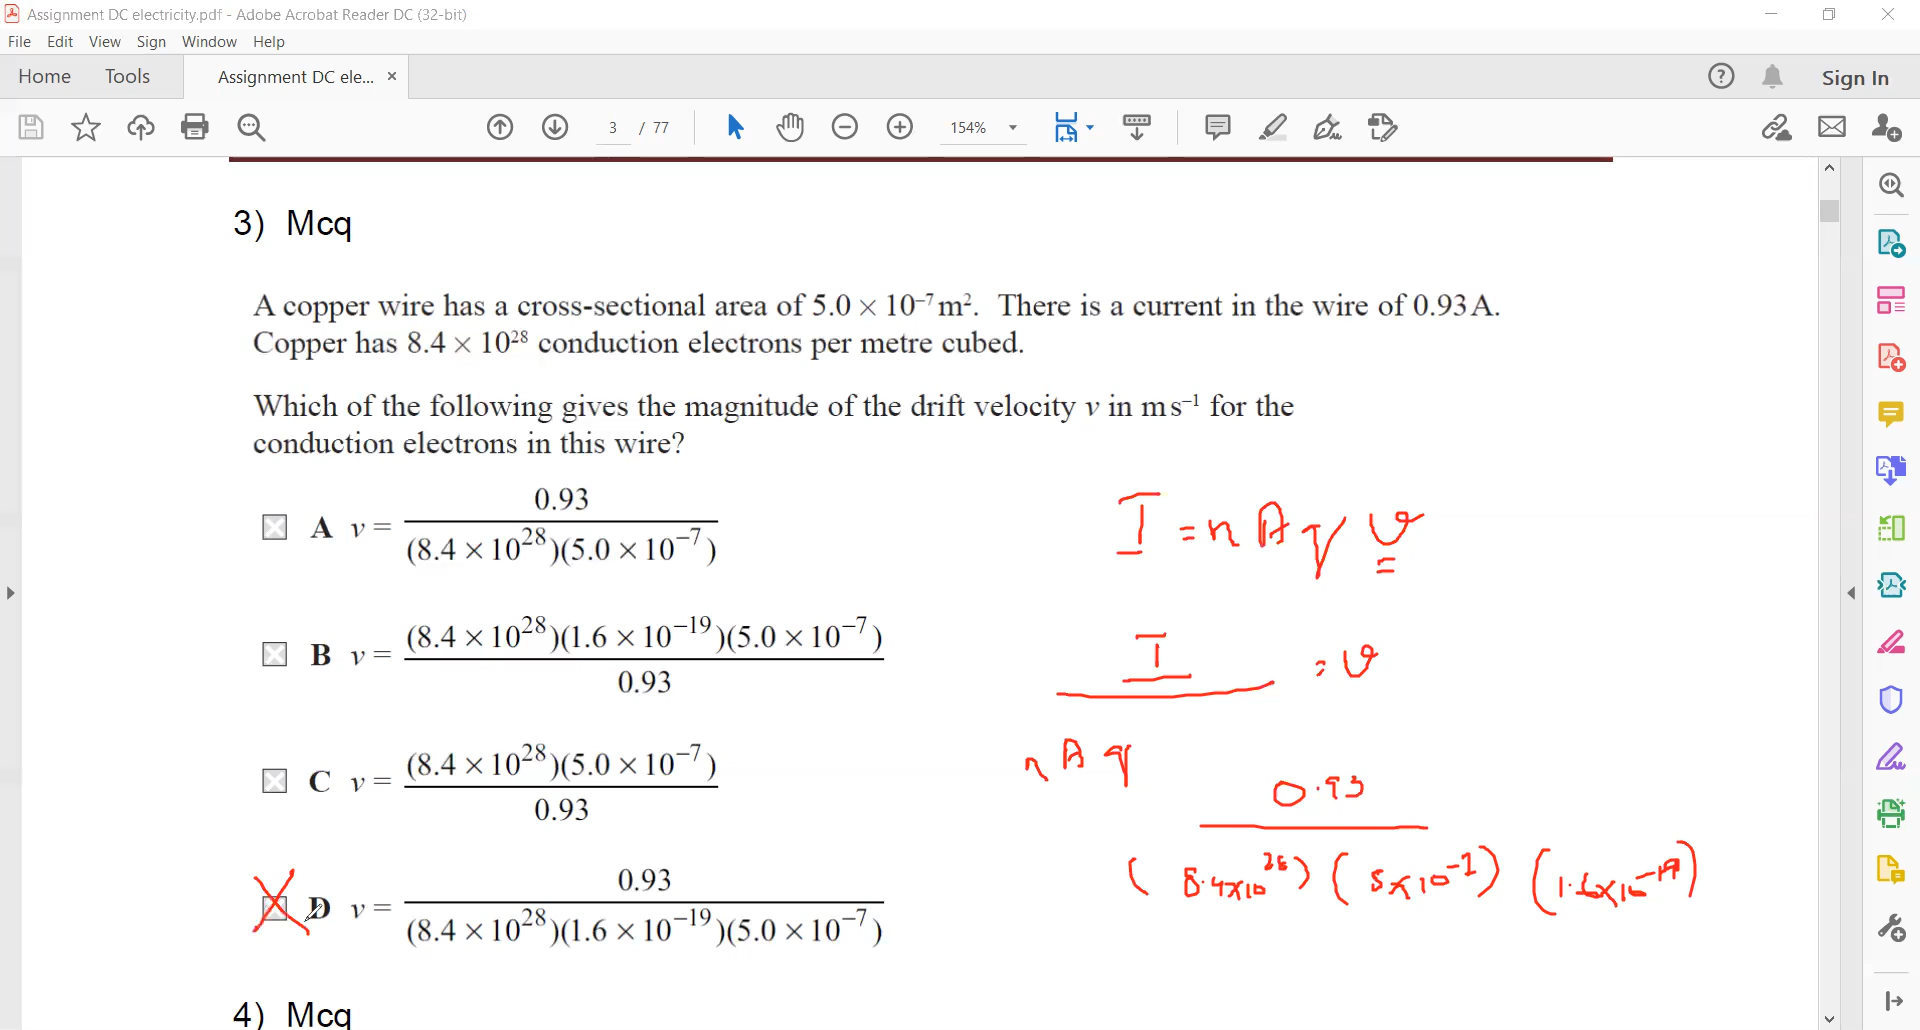 Assignment DC electricity.pdf - Adobe Acrobat Reader DC (32-bit)
File Edit View Sign Window Help
Home Tools Assignment DC ele... × Sign In
3 / 77 154%
3) Mcq
A copper wire has a cross-sectional area of 5.0 × 10⁻⁷ m². There is a current in the wire of 0.93 A.
Copper has 8.4 × 10²⁸ conduction electrons per metre cubed.
Which of the following gives the magnitude of the drift velocity v in m s⁻¹ for the
conduction electrons in this wire?
0.93
A v =
(8.4 × 10²⁸)(5.0 × 10⁻⁷)
(8.4 × 10²⁸)(1.6 × 10⁻¹⁹)(5.0 × 10⁻⁷)
B v =
0.93
(8.4 × 10²⁸)(5.0 × 10⁻⁷)
C v =
0.93
0.93
D v =
(8.4 × 10²⁸)(1.6 × 10⁻¹⁹)(5.0 × 10⁻⁷)
I = n A q v
I = v
n A q
0.93
(8.4×10²⁸) (5×10⁻⁷) (1.6×10⁻¹⁹)
4) Mcq